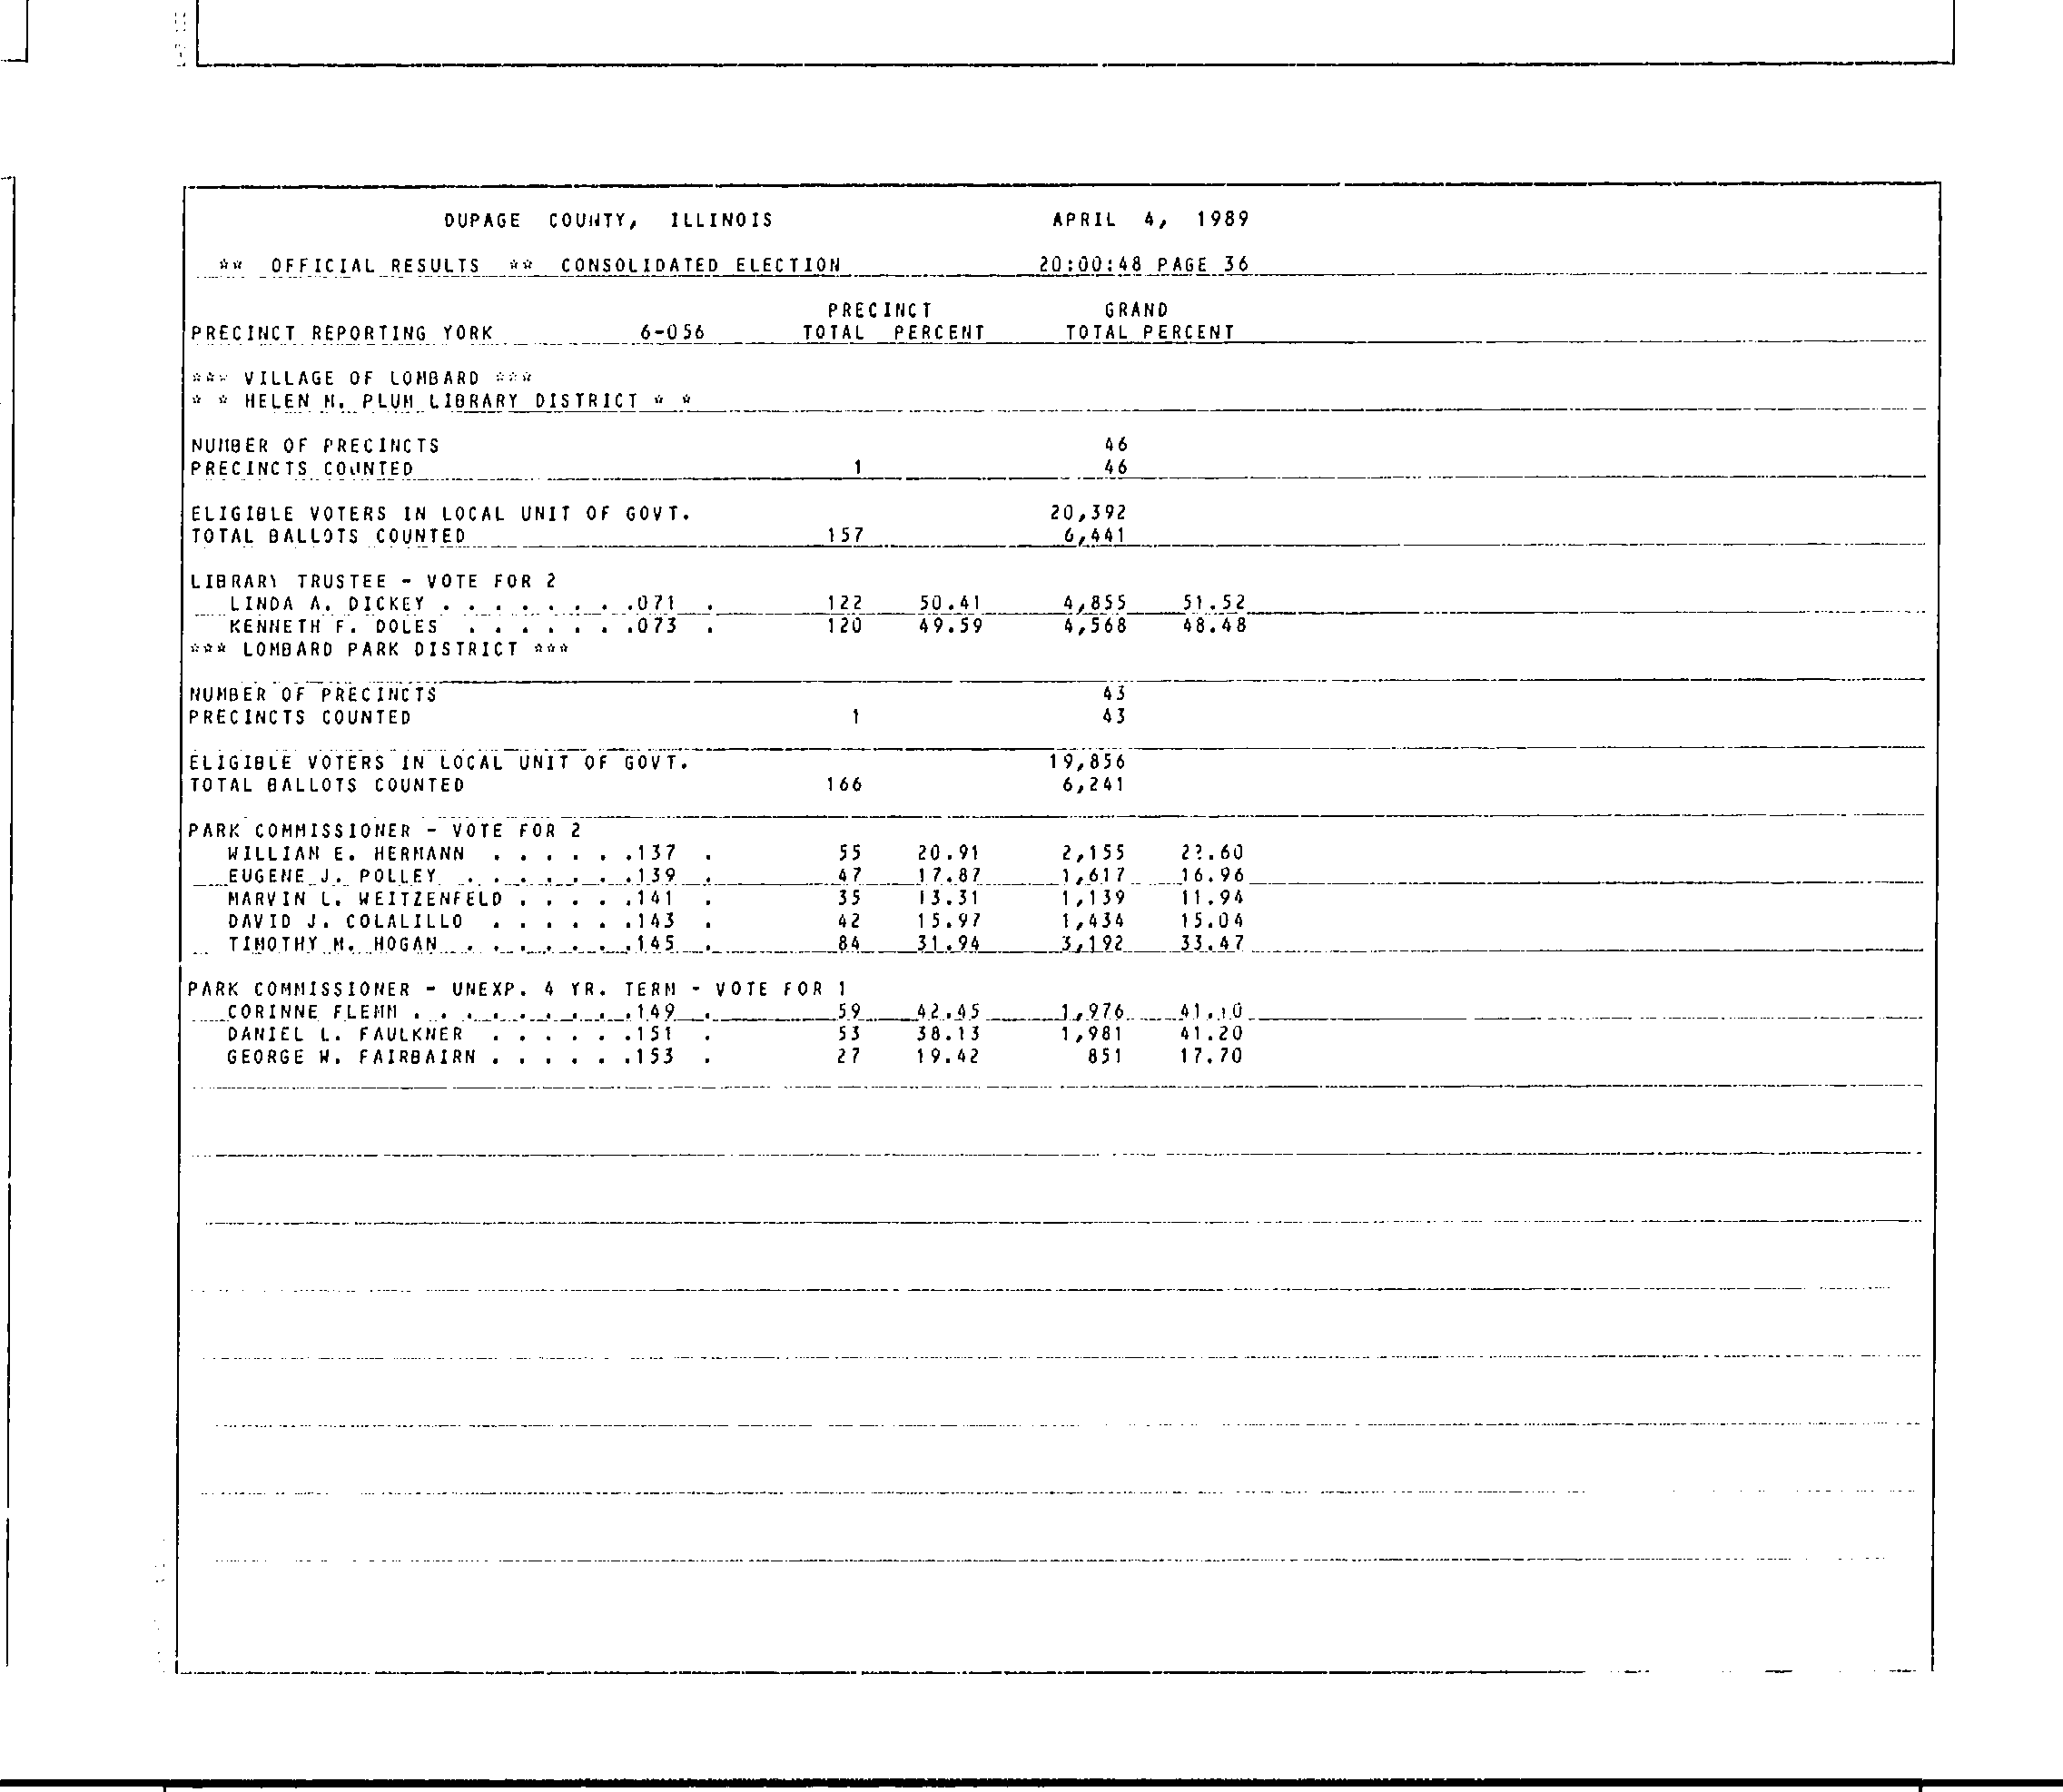 DUPAGE COUNTY, ILLINOIS APRIL 4, 1989
** OFFICIAL RESULTS ** CONSOLIDATED ELECTION 20:00:48 PAGE 36
PRECINCT GRAND
PRECINCT REPORTING YORK 6-056 TOTAL PERCENT TOTAL PERCENT
*** VILLAGE OF LOMBARD ***
* * HELEN M. PLUM LIBRARY DISTRICT * *
NUMBER OF PRECINCTS 46
PRECINCTS COUNTED 1 46
ELIGIBLE VOTERS IN LOCAL UNIT OF GOVT. 20,392
TOTAL BALLOTS COUNTED 157 6,441
LIBRARY TRUSTEE - VOTE FOR 2
LINDA A. DICKEY . . . . . . . .071 . 122 50.41 4,855 51.52
KENNETH F. DOLES . . . . . . .073 . 120 49.59 4,568 48.48
*** LOMBARD PARK DISTRICT ***
NUMBER OF PRECINCTS 43
PRECINCTS COUNTED 1 43
ELIGIBLE VOTERS IN LOCAL UNIT OF GOVT. 19,856
TOTAL BALLOTS COUNTED 166 6,241
PARK COMMISSIONER - VOTE FOR 2
WILLIAM E. HERMANN . . . . . .137 . 55 20.91 2,155 22.60
EUGENE J. POLLEY . . . . . . .139 . 47 17.87 1,617 16.96
MARVIN L. WEITZENFELD . . . . .141 . 35 13.31 1,139 11.94
DAVID J. COLALILLO . . . . . .143 . 42 15.97 1,434 15.04
TIMOTHY M. HOGAN . . . . . . .145 . 84 31.94 3,192 33.47
PARK COMMISSIONER - UNEXP. 4 YR. TERM - VOTE FOR 1
CORINNE FLEMM . . . . . . . . .149 . 59 42.45 1,976 41.10
DANIEL L. FAULKNER . . . . . .151 . 53 38.13 1,981 41.20
GEORGE W. FAIRBAIRN . . . . . .153 . 27 19.42 851 17.70